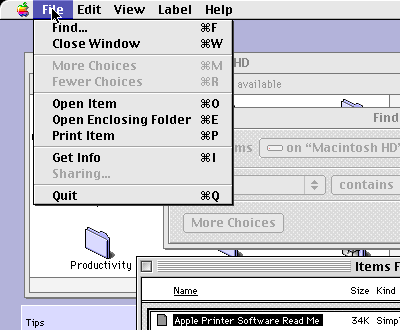 File Edit View Label Help
Find... ⌘F
Close Window ⌘W
More Choices ⌘M
Fewer Choices ⌘R
Open Item ⌘O
Open Enclosing Folder ⌘E
Print Item ⌘P
Get Info ⌘I
Sharing...
Quit ⌘Q
HD
available
Find
ms on “Macintosh HD”
contains
More Choices
Productivity
Items F
Name Size Kind
Apple Printer Software Read Me 34K Simpl
Tips